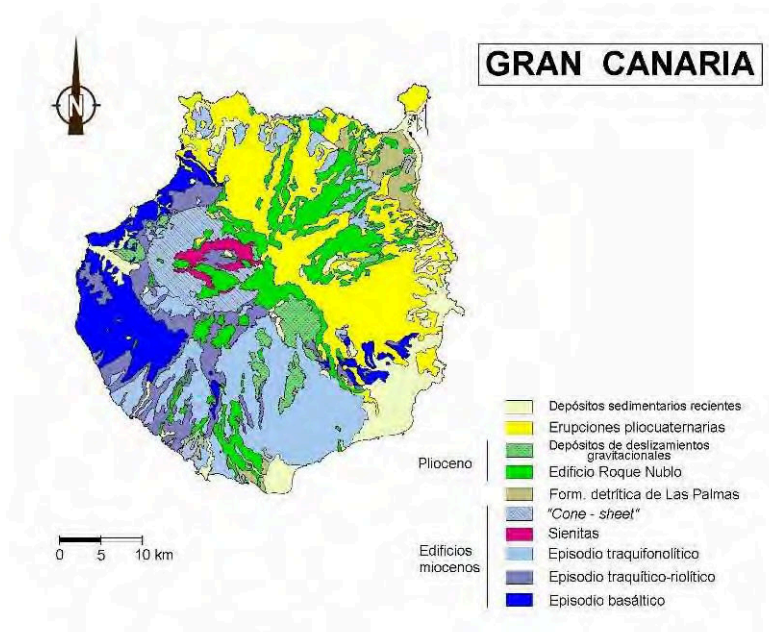 GRAN CANARIA
N
Depósitos sedimentarios recientes
Erupciones pliocuaternarias
Depósitos de deslizamientos
gravitacionales
Plioceno
Edificio Roque Nublo
Form. detrítica de Las Palmas
"Cone - sheet"
Sienitas
Edificios
miocenos
Episodio traquifonolítico
Episodio traquítico-riolítico
Episodio basáltico
0 5 10 km